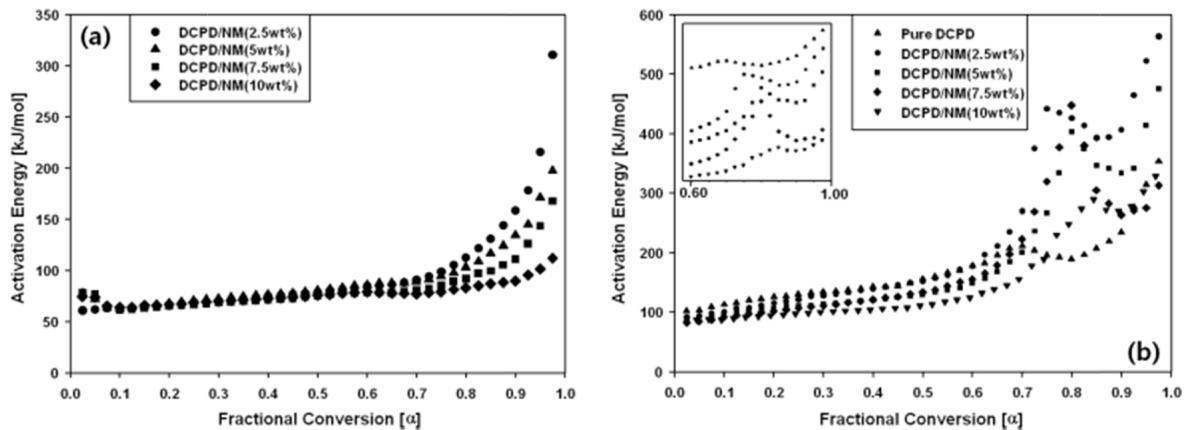 (a)
DCPD/NM(2.5wt%)
DCPD/NM(5wt%)
DCPD/NM(7.5wt%)
DCPD/NM(10wt%)
Activation Energy [kJ/mol]
350
300
250
200
150
100
50
0
0.0 0.1 0.2 0.3 0.4 0.5 0.6 0.7 0.8 0.9 1.0
Fractional Conversion [α]
Pure DCPD
DCPD/NM(2.5wt%)
DCPD/NM(5wt%)
DCPD/NM(7.5wt%)
DCPD/NM(10wt%)
0.60 1.00
Activation Energy [kJ/mol]
600
500
400
300
200
100
0
(b)
0.0 0.1 0.2 0.3 0.4 0.5 0.6 0.7 0.8 0.9 1.0
Fractional Conversion [α]